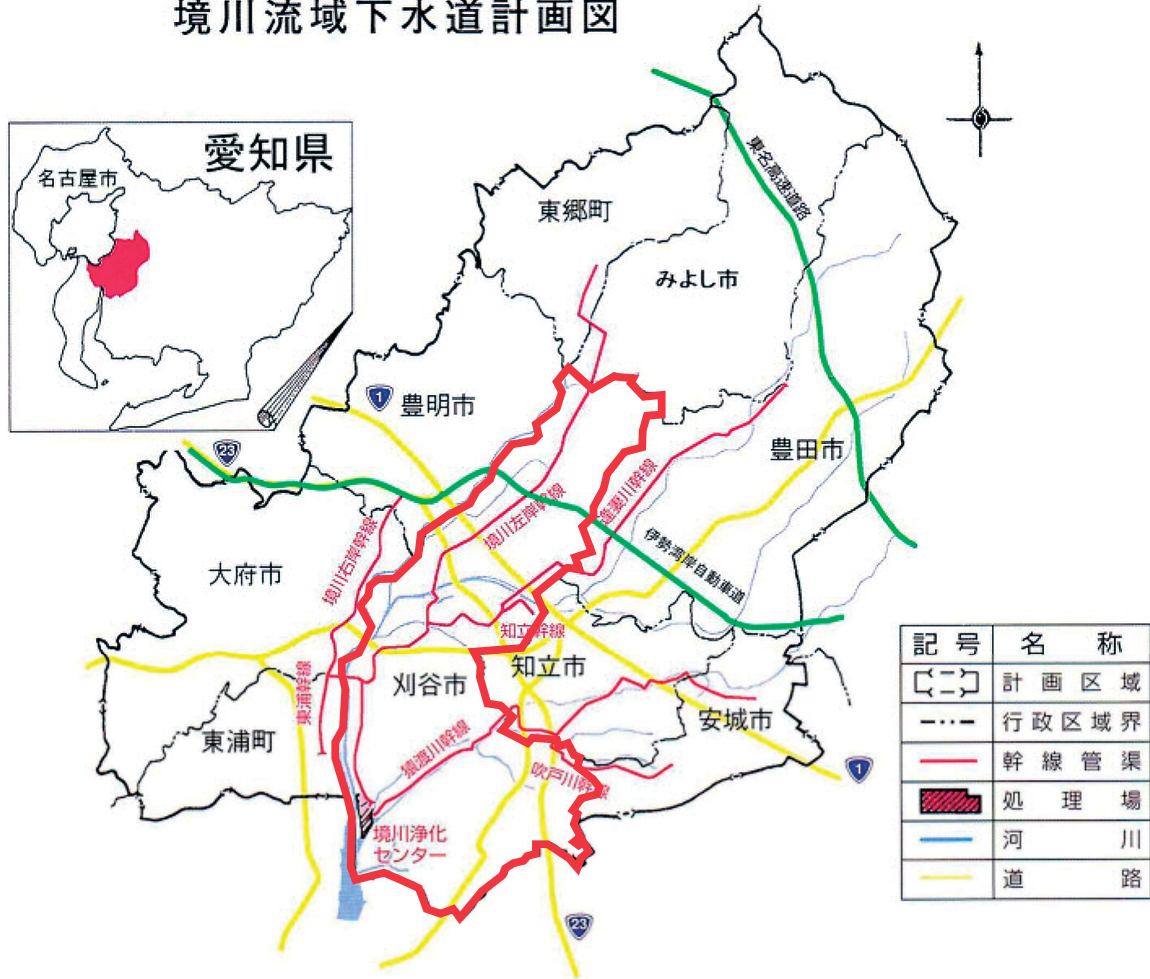 境川流域下水道計画図
愛知県
名古屋市
東名高速道路
東郷町
みよし市
1
豊明市
23
豊田市
境川左岸幹線
逢妻川幹線
境川右岸幹線
伊勢湾岸自動車道
大府市
知立幹線
知立市
刈谷市
東浦幹線
安城市
東浦町
猿渡川幹線
吹戸川幹線
1
境川浄化
センター
23
記号 名称
計画区域
行政区域界
幹線管渠
処理場
河川
道路